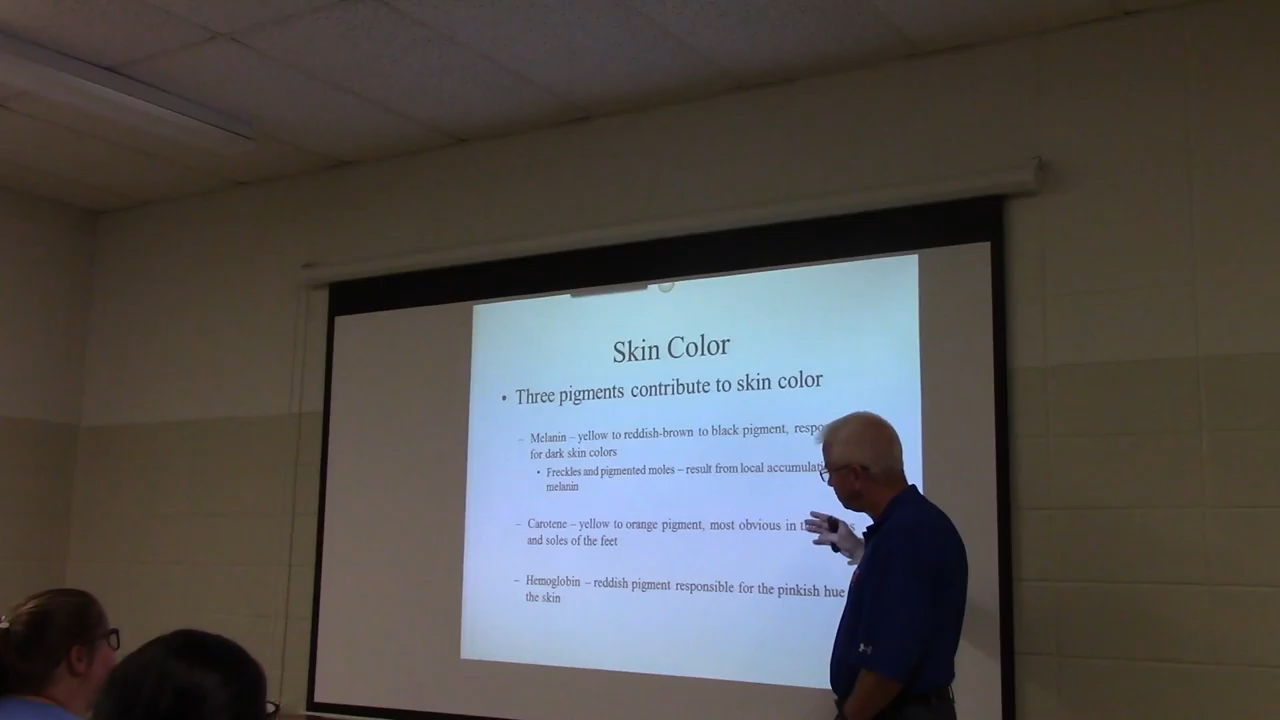 Skin Color
• Three pigments contribute to skin color
– Melanin – yellow to reddish-brown to black pigment,
for dark skin colors
• Freckles and pigmented moles – result from local
melanin
– Carotene – yellow to orange pigment, most obvious in
and soles of the feet
– Hemoglobin – reddish pigment responsible for the pinkish hue
the skin